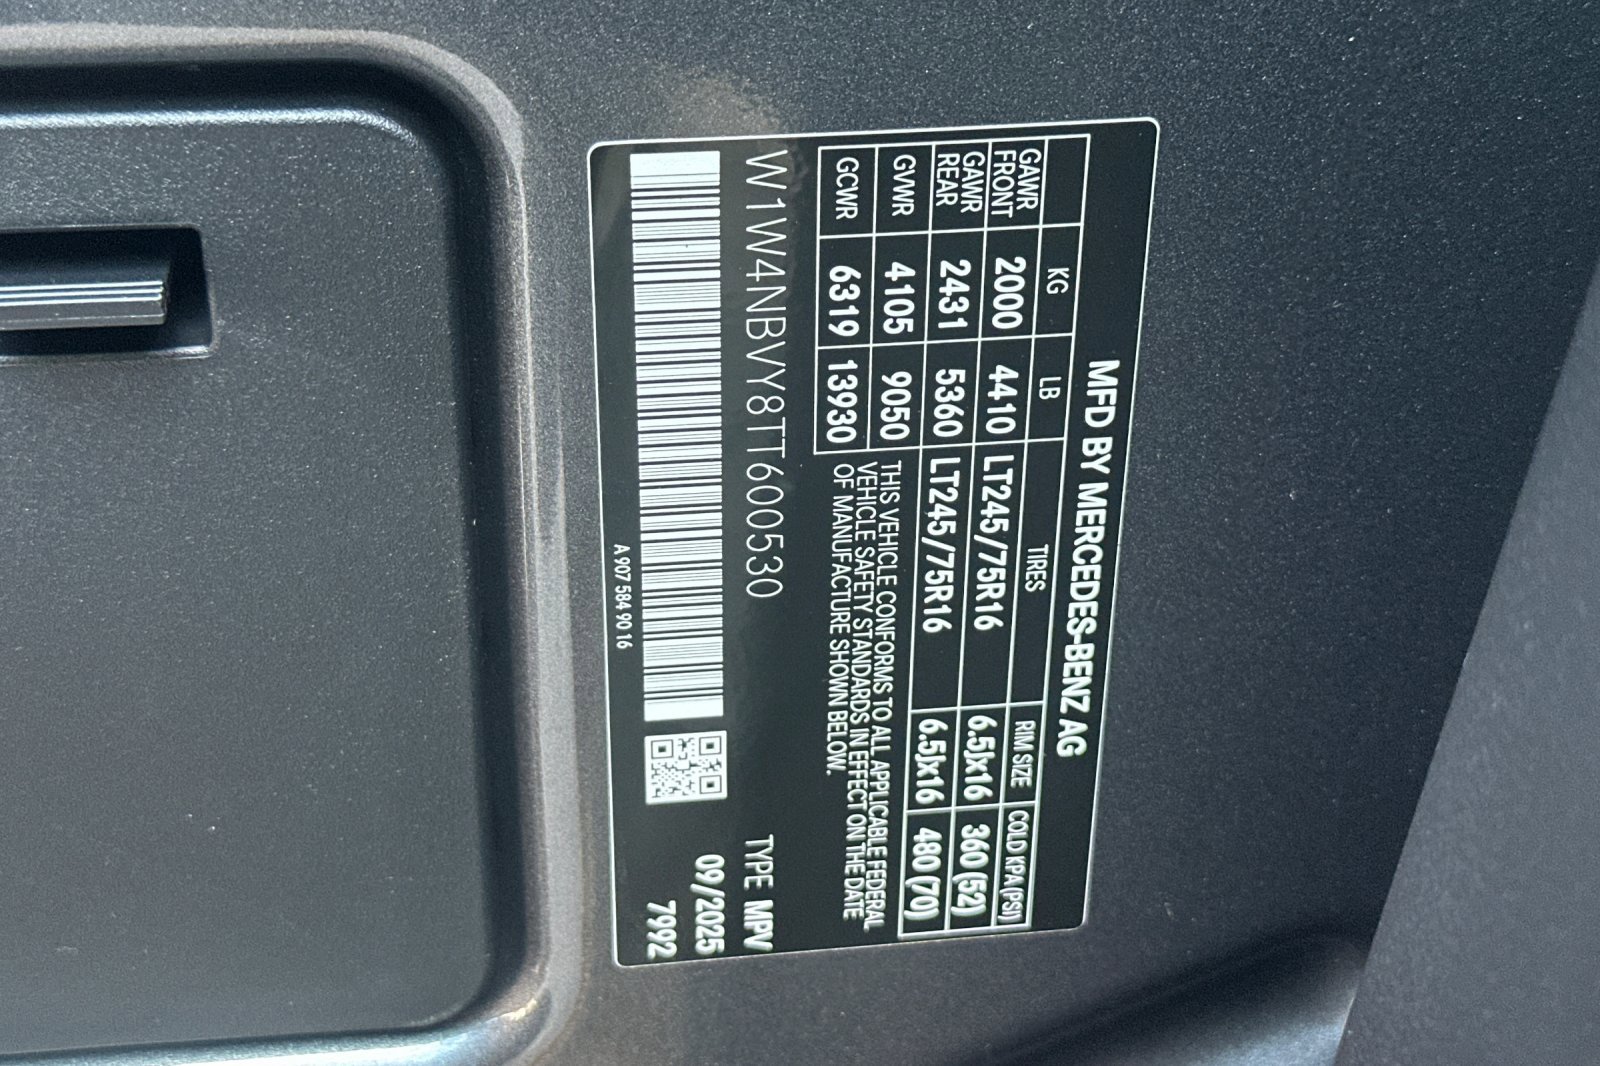 MFD BY MERCEDES-BENZ AG
KG LB TIRES RIM SIZE COLD KPA(PSI)
GAWR FRONT 2000 4410 LT245/75R16 6.5Jx16 360 (52)
GAWR REAR 2431 5360 LT245/75R16 6.5Jx16 480 (70)
GVWR 4105 9050
GCWR 6319 13930
THIS VEHICLE CONFORMS TO ALL APPLICABLE FEDERAL
VEHICLE SAFETY STANDARDS IN EFFECT ON THE DATE
OF MANUFACTURE SHOWN BELOW.
W1W4NBVY8TT600530
TYPE MPV
09/2025
7992
A 907 584 90 16